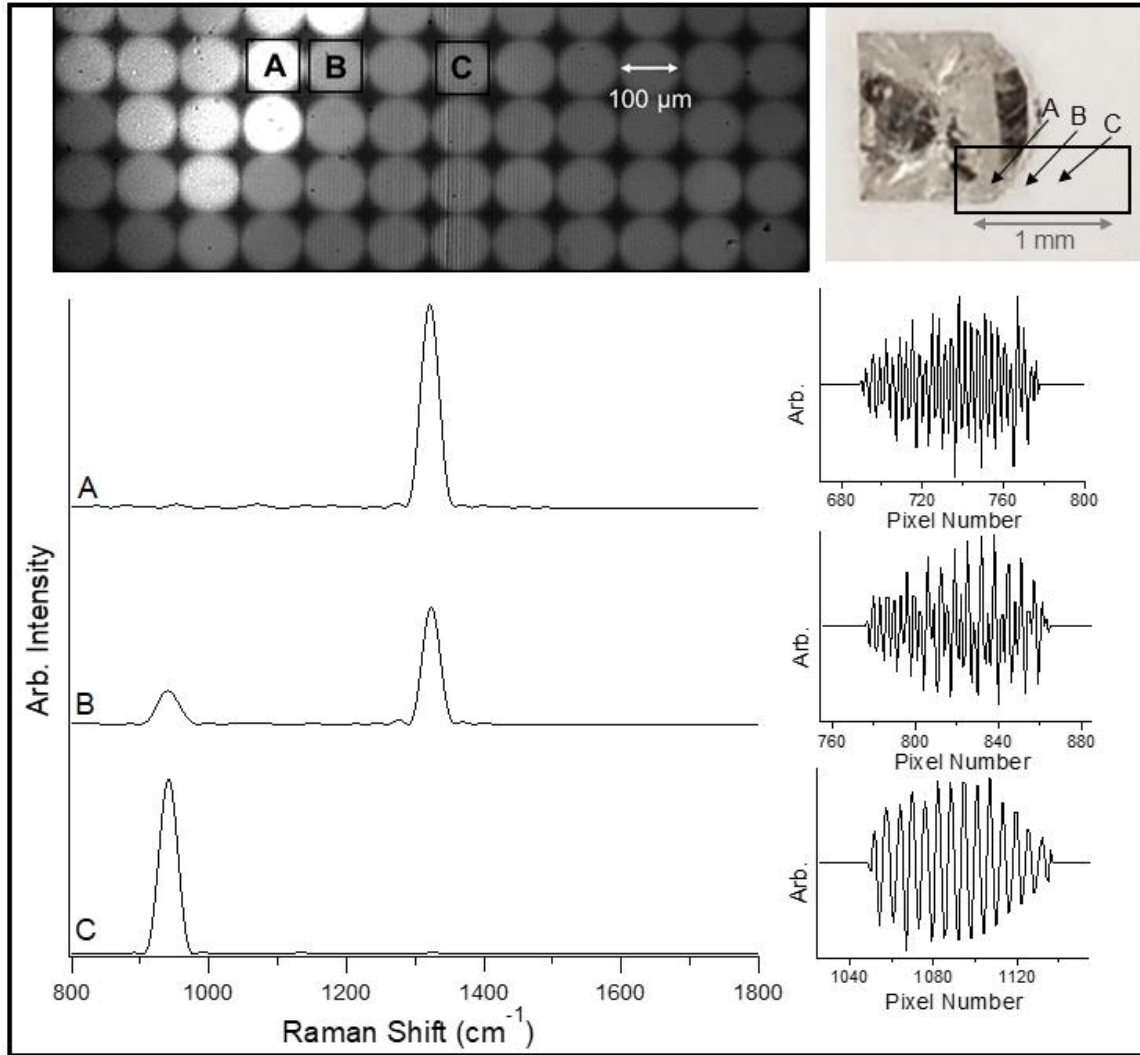 A
B
C
100 µm
A
B
C
1 mm
A
B
C
Arb. Intensity
800
1000
1200
1400
1600
1800
Raman Shift (cm-1)
Arb.
680
720
760
800
Pixel Number
Arb.
760
800
840
880
Pixel Number
Arb.
1040
1080
1120
Pixel Number